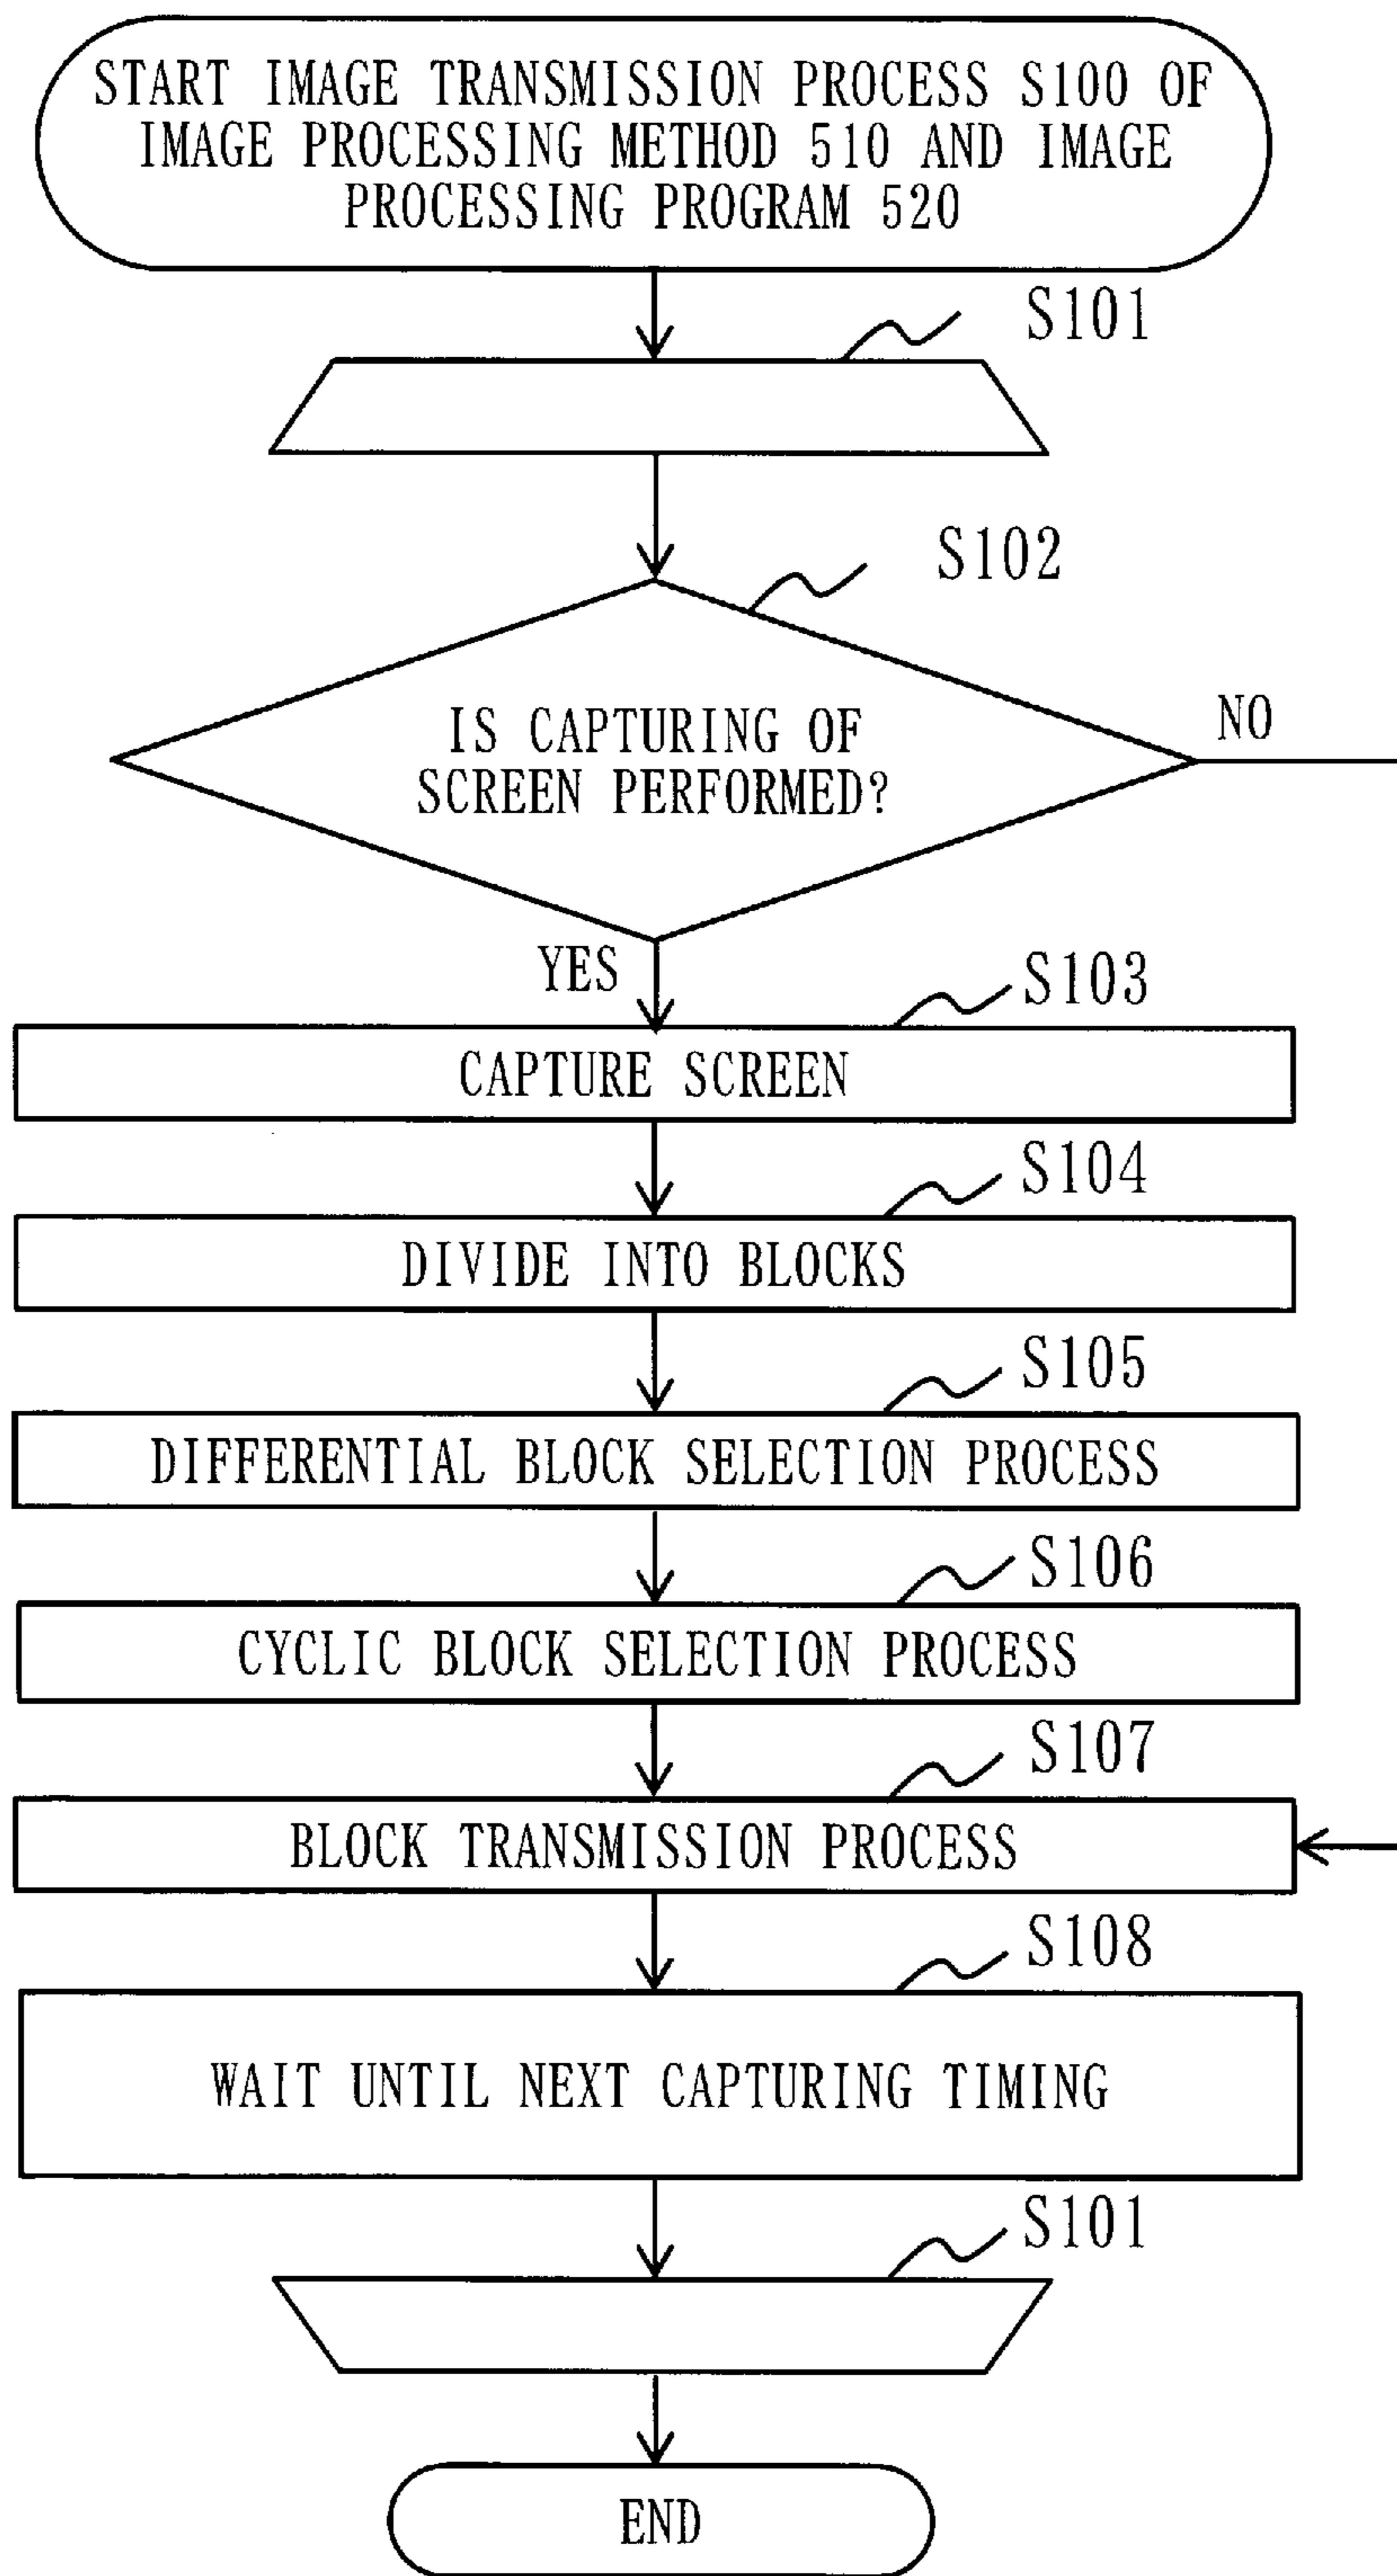 START IMAGE TRANSMISSION PROCESS S100 OF
IMAGE PROCESSING METHOD 510 AND IMAGE
PROCESSING PROGRAM 520
S101
S102
IS CAPTURING OF
SCREEN PERFORMED?
NO
YES
S103
CAPTURE SCREEN
S104
DIVIDE INTO BLOCKS
S105
DIFFERENTIAL BLOCK SELECTION PROCESS
S106
CYCLIC BLOCK SELECTION PROCESS
S107
BLOCK TRANSMISSION PROCESS
S108
WAIT UNTIL NEXT CAPTURING TIMING
S101
END